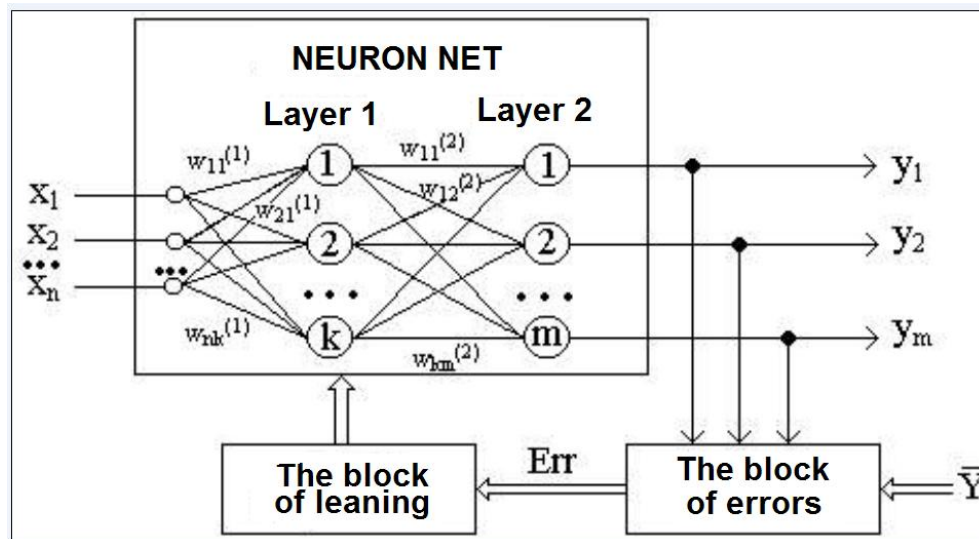 NEURON NET
Layer 1 Layer 2
w11(1) w11(2)
1 1
x1 y1
w21(1) w12(2)
x2 2 2 y2
••• ••• ••• •••
xn
wnk(1) k wkm(2) m ym
The block
of leaning
Err
The block
of errors
Y̅